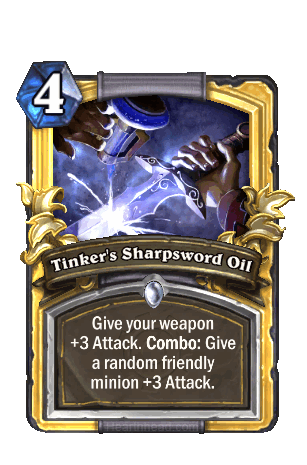 4
Tinker's Sharpsword Oil
Give your weapon
+3 Attack. Combo: Give
a random friendly
minion +3 Attack.